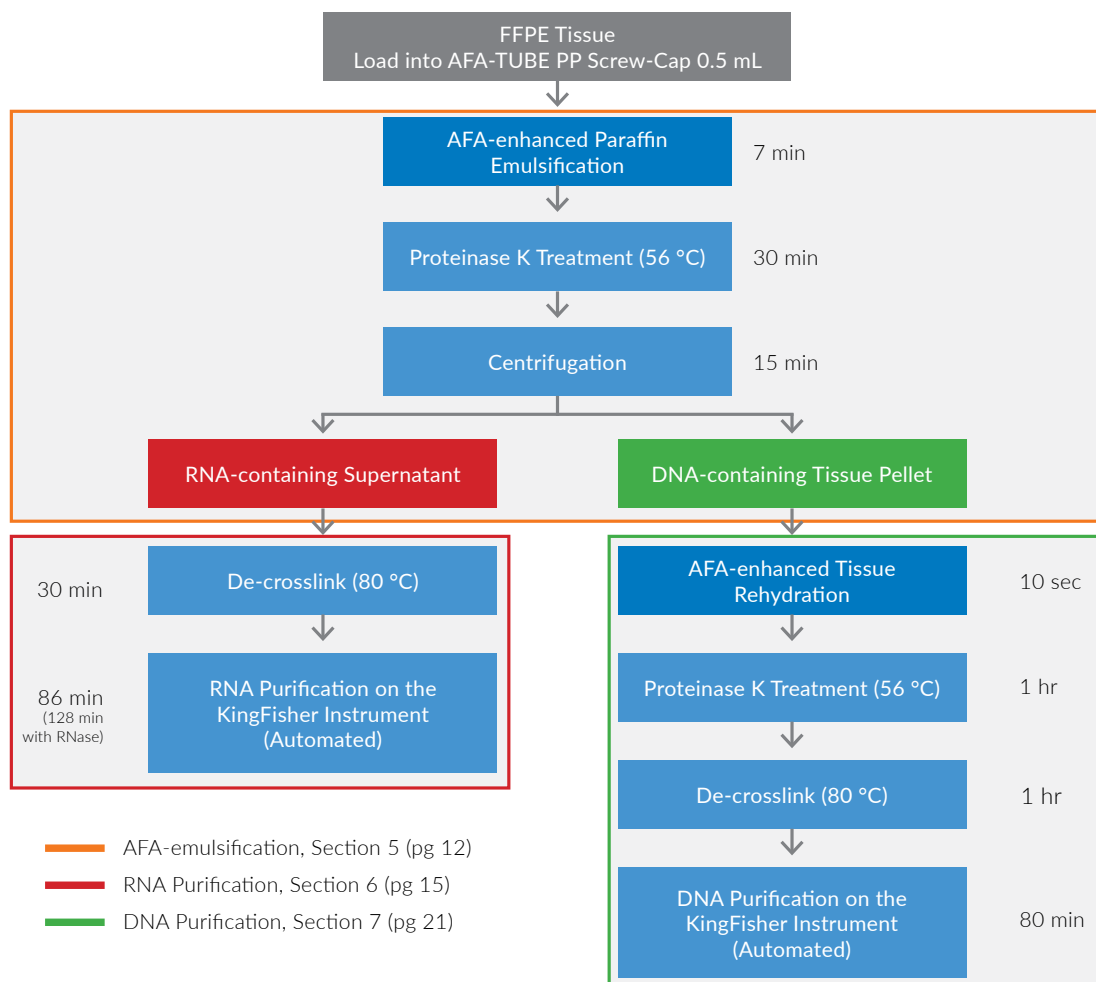 FFPE Tissue
Load into AFA-TUBE PP Screw-Cap 0.5 mL
AFA-enhanced Paraffin
Emulsification
7 min
Proteinase K Treatment (56 °C)
30 min
Centrifugation
15 min
RNA-containing Supernatant
DNA-containing Tissue Pellet
30 min
De-crosslink (80 °C)
86 min
(128 min
with RNase)
RNA Purification on the
KingFisher Instrument
(Automated)
AFA-enhanced Tissue
Rehydration
10 sec
Proteinase K Treatment (56 °C)
1 hr
De-crosslink (80 °C)
1 hr
DNA Purification on the
KingFisher Instrument
(Automated)
80 min
AFA-emulsification, Section 5 (pg 12)
RNA Purification, Section 6 (pg 15)
DNA Purification, Section 7 (pg 21)